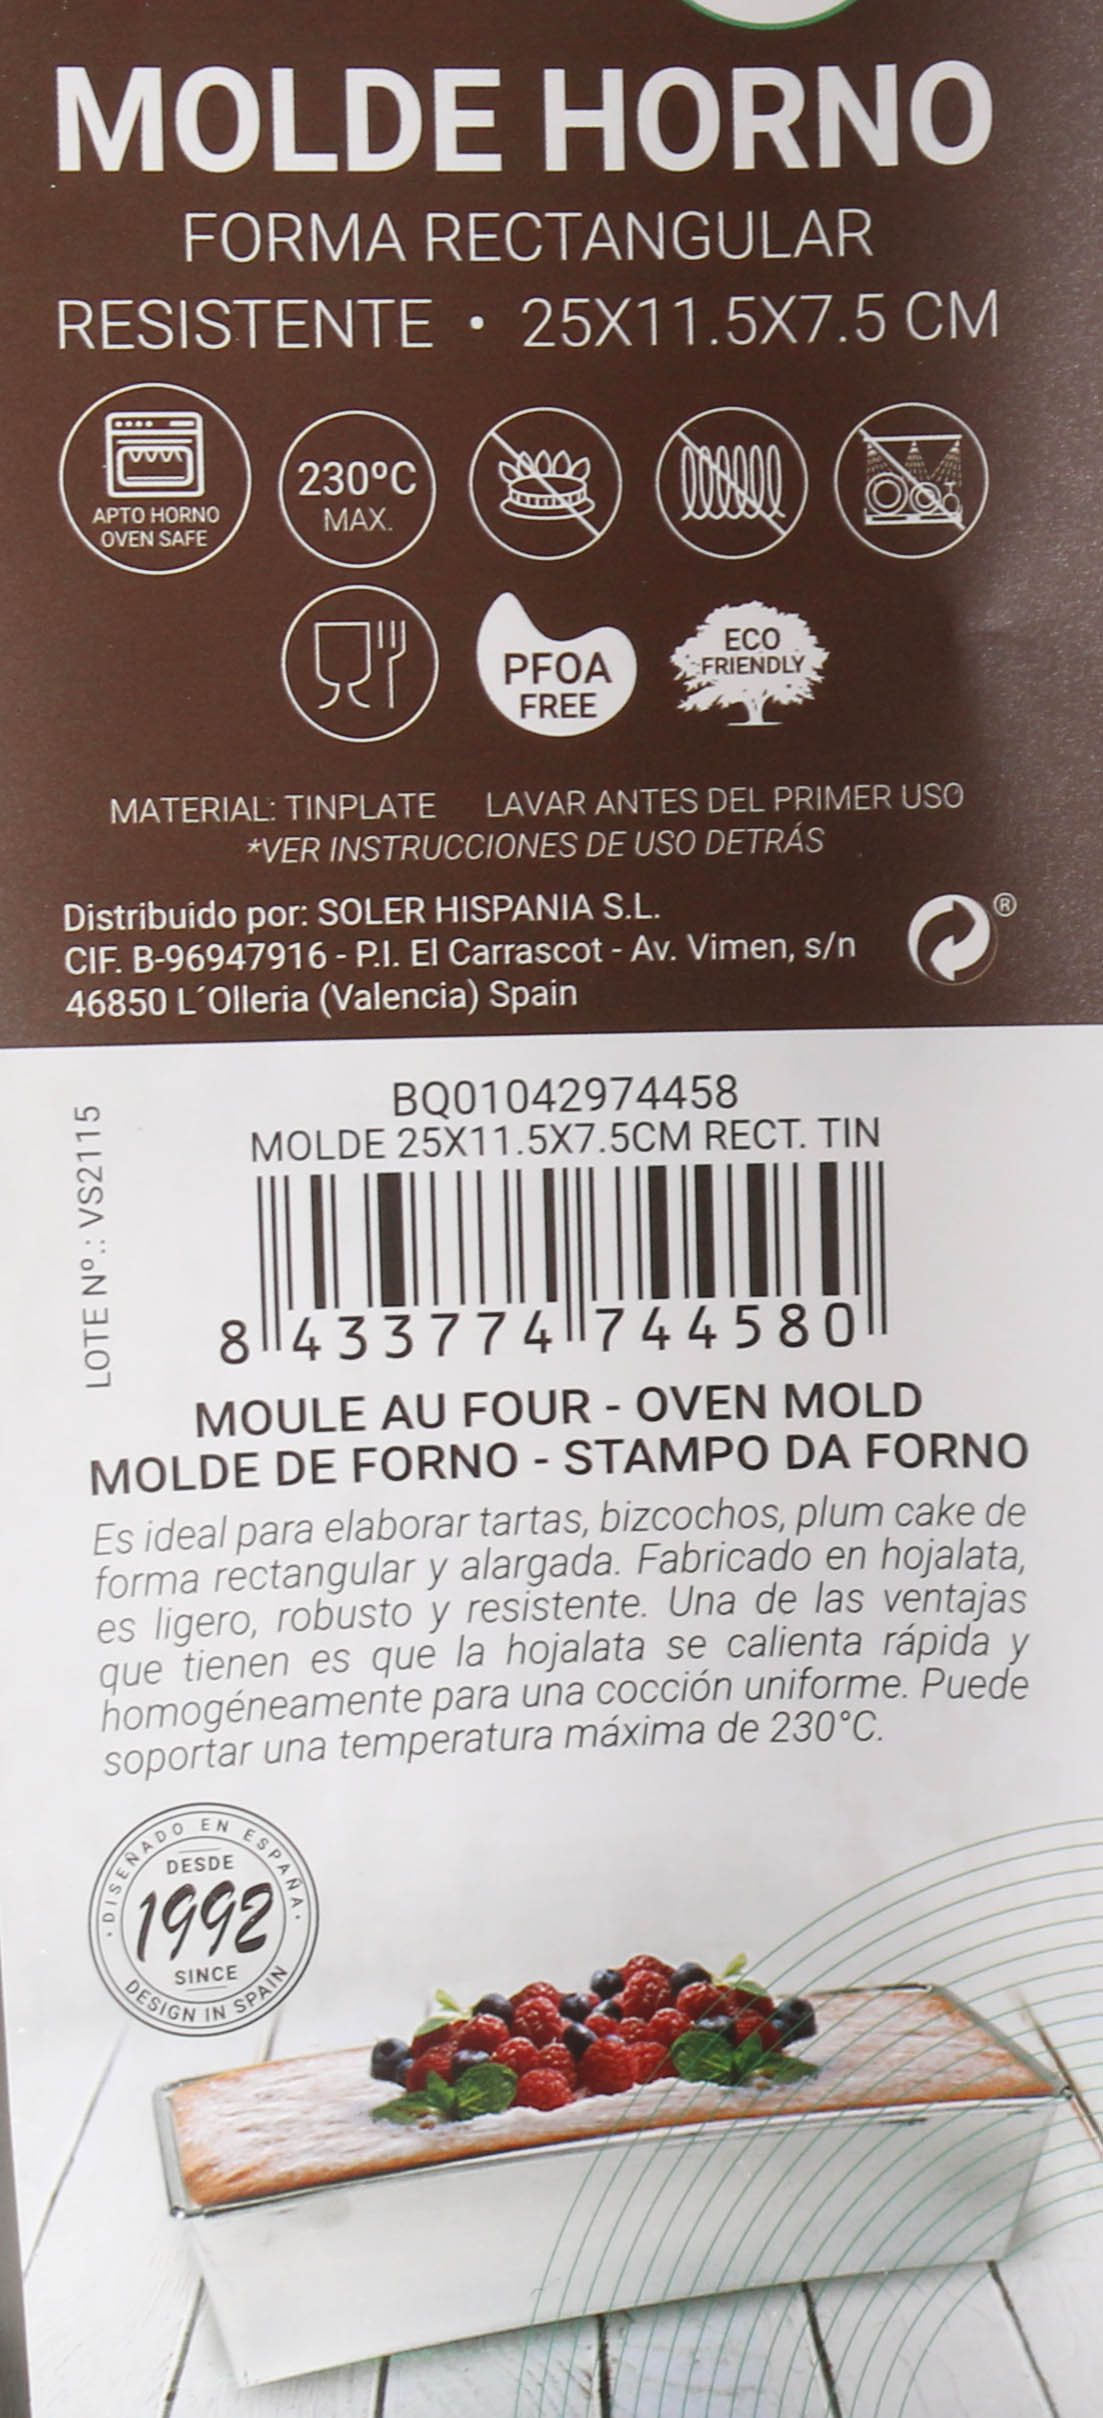 MOLDE HORNO
FORMA RECTANGULAR
RESISTENTE • 25X11.5X7.5 CM
APTO HORNO
OVEN SAFE
230ºC
MAX.
PFOA
FREE
ECO
FRIENDLY
MATERIAL: TINPLATE LAVAR ANTES DEL PRIMER USO
*VER INSTRUCCIONES DE USO DETRÁS
Distribuido por: SOLER HISPANIA S.L.
CIF. B-96947916 - P.I. El Carrascot - Av. Vimen, s/n
46850 L´Olleria (Valencia) Spain
®
LOTE Nº.: VS2115
BQ01042974458
MOLDE 25X11.5X7.5CM RECT. TIN
8 433774 744580
MOULE AU FOUR - OVEN MOLD
MOLDE DE FORNO - STAMPO DA FORNO
Es ideal para elaborar tartas, bizcochos, plum cake de
forma rectangular y alargada. Fabricado en hojalata,
es ligero, robusto y resistente. Una de las ventajas
que tienen es que la hojalata se calienta rápida y
homogéneamente para una cocción uniforme. Puede
soportar una temperatura máxima de 230°C.
· DISEÑADO EN ESPAÑA ·
DESDE
1992
SINCE
DESIGN IN SPAIN